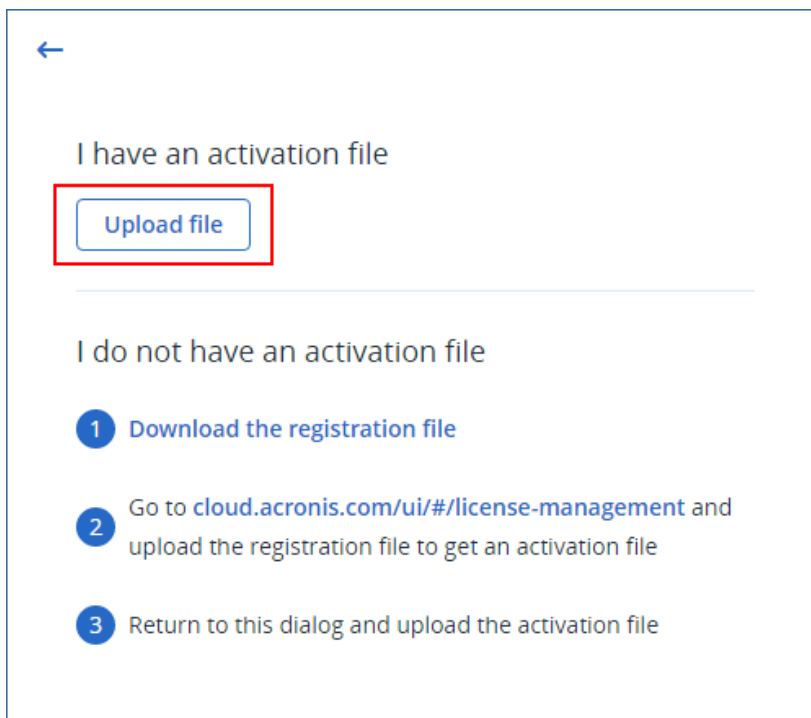 I have an activation file
Upload file
I do not have an activation file
1 Download the registration file
2 Go to cloud.acronis.com/ui/#/license-management and
upload the registration file to get an activation file
3 Return to this dialog and upload the activation file